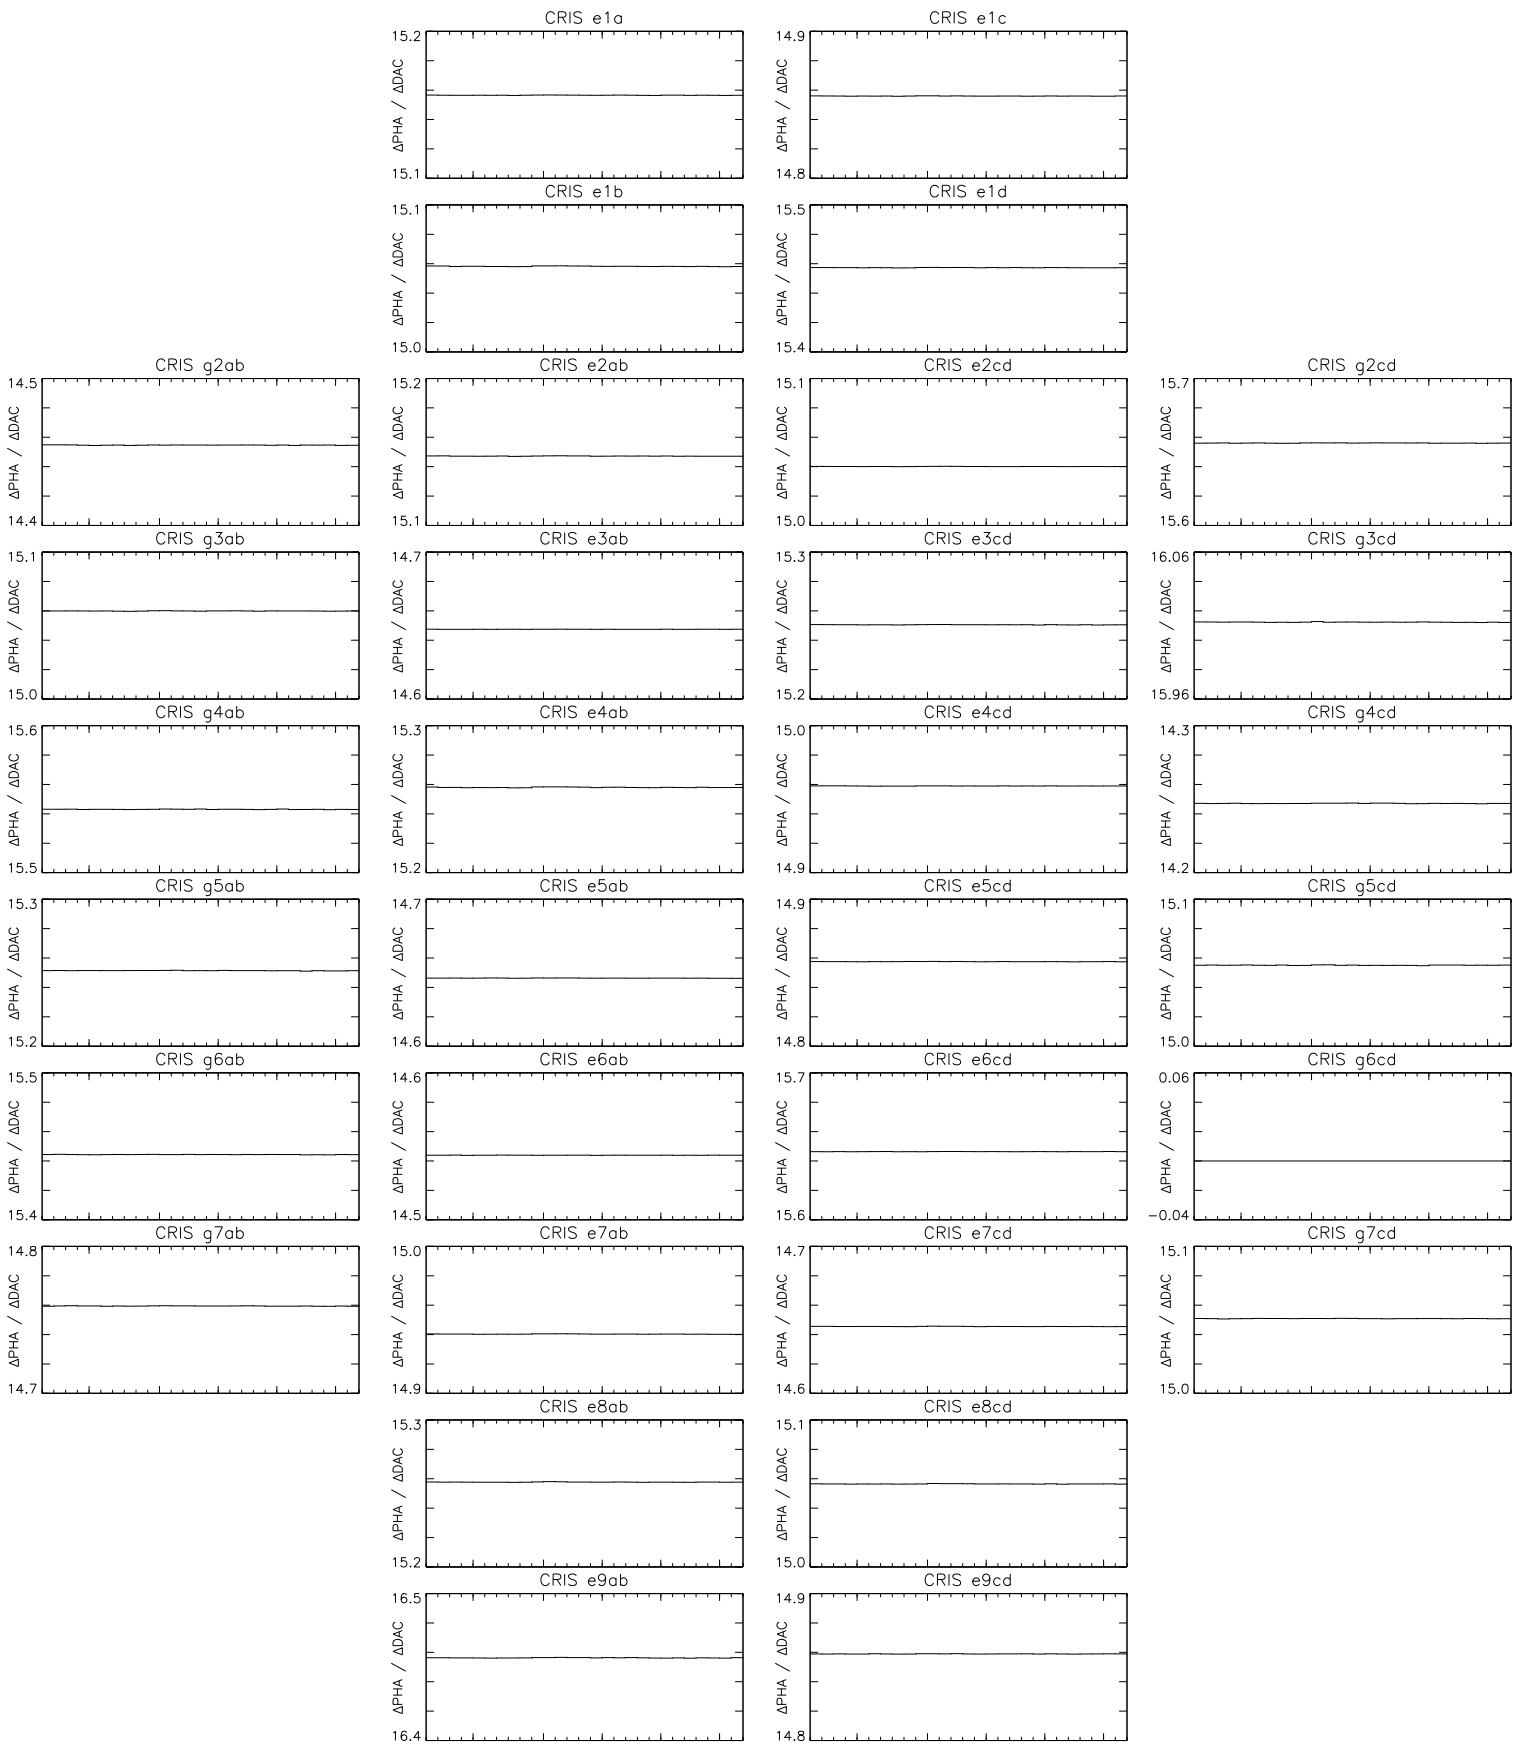 CRIS e1a
CRIS e1c
15.2
ΔPHA / ΔDAC
15.1
14.9
ΔPHA / ΔDAC
14.8
CRIS e1b
CRIS e1d
15.1
ΔPHA / ΔDAC
15.0
15.5
ΔPHA / ΔDAC
15.4
CRIS g2ab
CRIS e2ab
CRIS e2cd
CRIS g2cd
14.5
ΔPHA / ΔDAC
14.4
15.2
ΔPHA / ΔDAC
15.1
15.1
ΔPHA / ΔDAC
15.0
15.7
ΔPHA / ΔDAC
15.6
CRIS g3ab
CRIS e3ab
CRIS e3cd
CRIS g3cd
15.1
ΔPHA / ΔDAC
15.0
14.7
ΔPHA / ΔDAC
14.6
15.3
ΔPHA / ΔDAC
15.2
16.06
ΔPHA / ΔDAC
15.96
CRIS g4ab
CRIS e4ab
CRIS e4cd
CRIS g4cd
15.6
ΔPHA / ΔDAC
15.5
15.3
ΔPHA / ΔDAC
15.2
15.0
ΔPHA / ΔDAC
14.9
14.3
ΔPHA / ΔDAC
14.2
CRIS g5ab
CRIS e5ab
CRIS e5cd
CRIS g5cd
15.3
ΔPHA / ΔDAC
15.2
14.7
ΔPHA / ΔDAC
14.6
14.9
ΔPHA / ΔDAC
14.8
15.1
ΔPHA / ΔDAC
15.0
CRIS g6ab
CRIS e6ab
CRIS e6cd
CRIS g6cd
15.5
ΔPHA / ΔDAC
15.4
14.6
ΔPHA / ΔDAC
14.5
15.7
ΔPHA / ΔDAC
15.6
0.06
ΔPHA / ΔDAC
−0.04
CRIS g7ab
CRIS e7ab
CRIS e7cd
CRIS g7cd
14.8
ΔPHA / ΔDAC
14.7
15.0
ΔPHA / ΔDAC
14.9
14.7
ΔPHA / ΔDAC
14.6
15.1
ΔPHA / ΔDAC
15.0
CRIS e8ab
CRIS e8cd
15.3
ΔPHA / ΔDAC
15.2
15.1
ΔPHA / ΔDAC
15.0
CRIS e9ab
CRIS e9cd
16.5
ΔPHA / ΔDAC
16.4
14.9
ΔPHA / ΔDAC
14.8